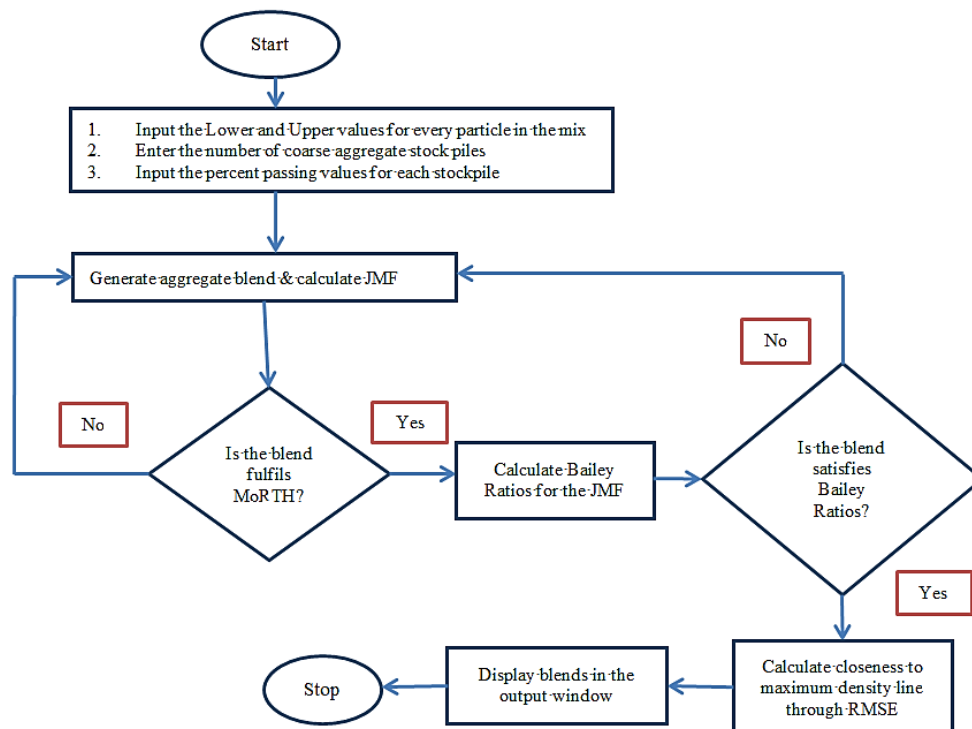 Start
1. Input the Lower and Upper values for every particle in the mix
2. Enter the number of coarse aggregate stock piles
3. Input the percent passing values for each stockpile
Generate aggregate blend & calculate JMF
No
No
Yes
Is the blend
fulfils
MoRTH?
Calculate Bailey
Ratios for the JMF
Is the blend
satisfies
Bailey
Ratios?
Yes
Stop
Display blends in the
output window
Calculate closeness to
maximum density line
through RMSE